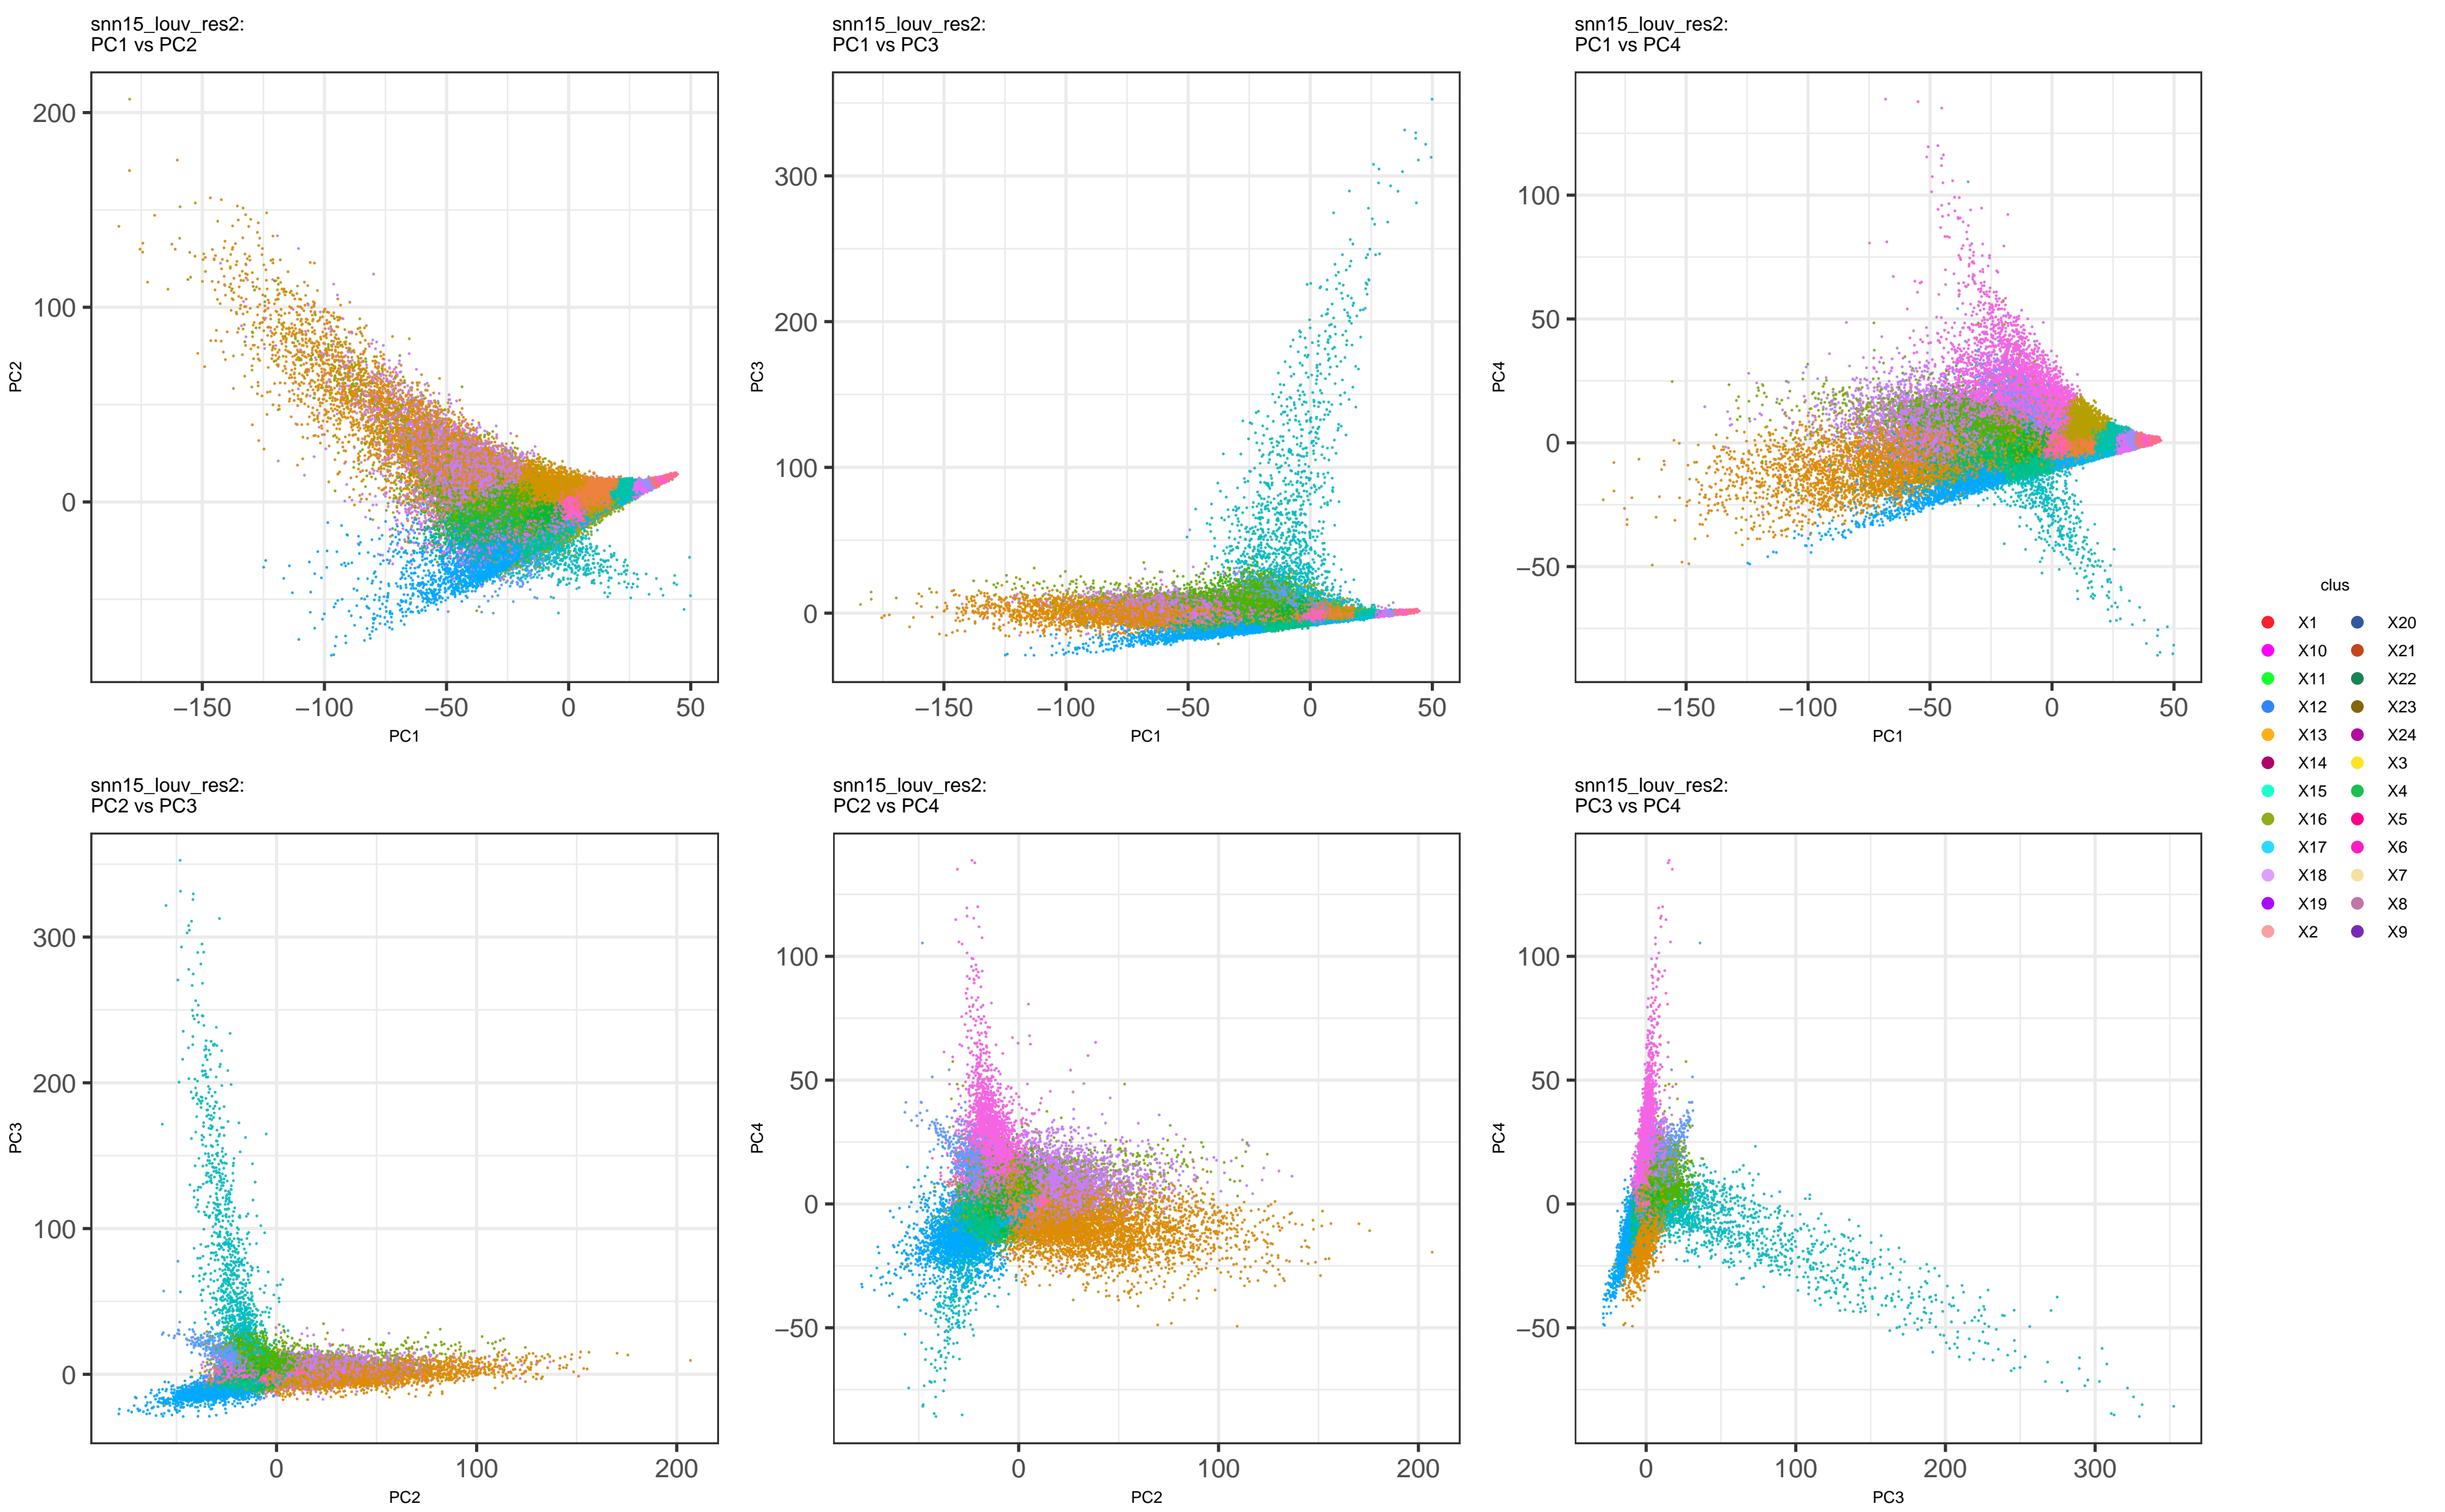 snn15_louv_res2:
PC1 vs PC2
200
100
0
PC2
−150 −100 −50 0 50
PC1
snn15_louv_res2:
PC1 vs PC3
300
200
100
0
PC3
−150 −100 −50 0 50
PC1
snn15_louv_res2:
PC1 vs PC4
100
50
0
−50
PC4
−150 −100 −50 0 50
PC1
snn15_louv_res2:
PC2 vs PC3
300
200
100
0
PC3
0 100 200
PC2
snn15_louv_res2:
PC2 vs PC4
100
50
0
−50
PC4
0 100 200
PC2
snn15_louv_res2:
PC3 vs PC4
100
50
0
−50
PC4
0 100 200 300
PC3
clus
X1 X20
X10 X21
X11 X22
X12 X23
X13 X24
X14 X3
X15 X4
X16 X5
X17 X6
X18 X7
X19 X8
X2 X9